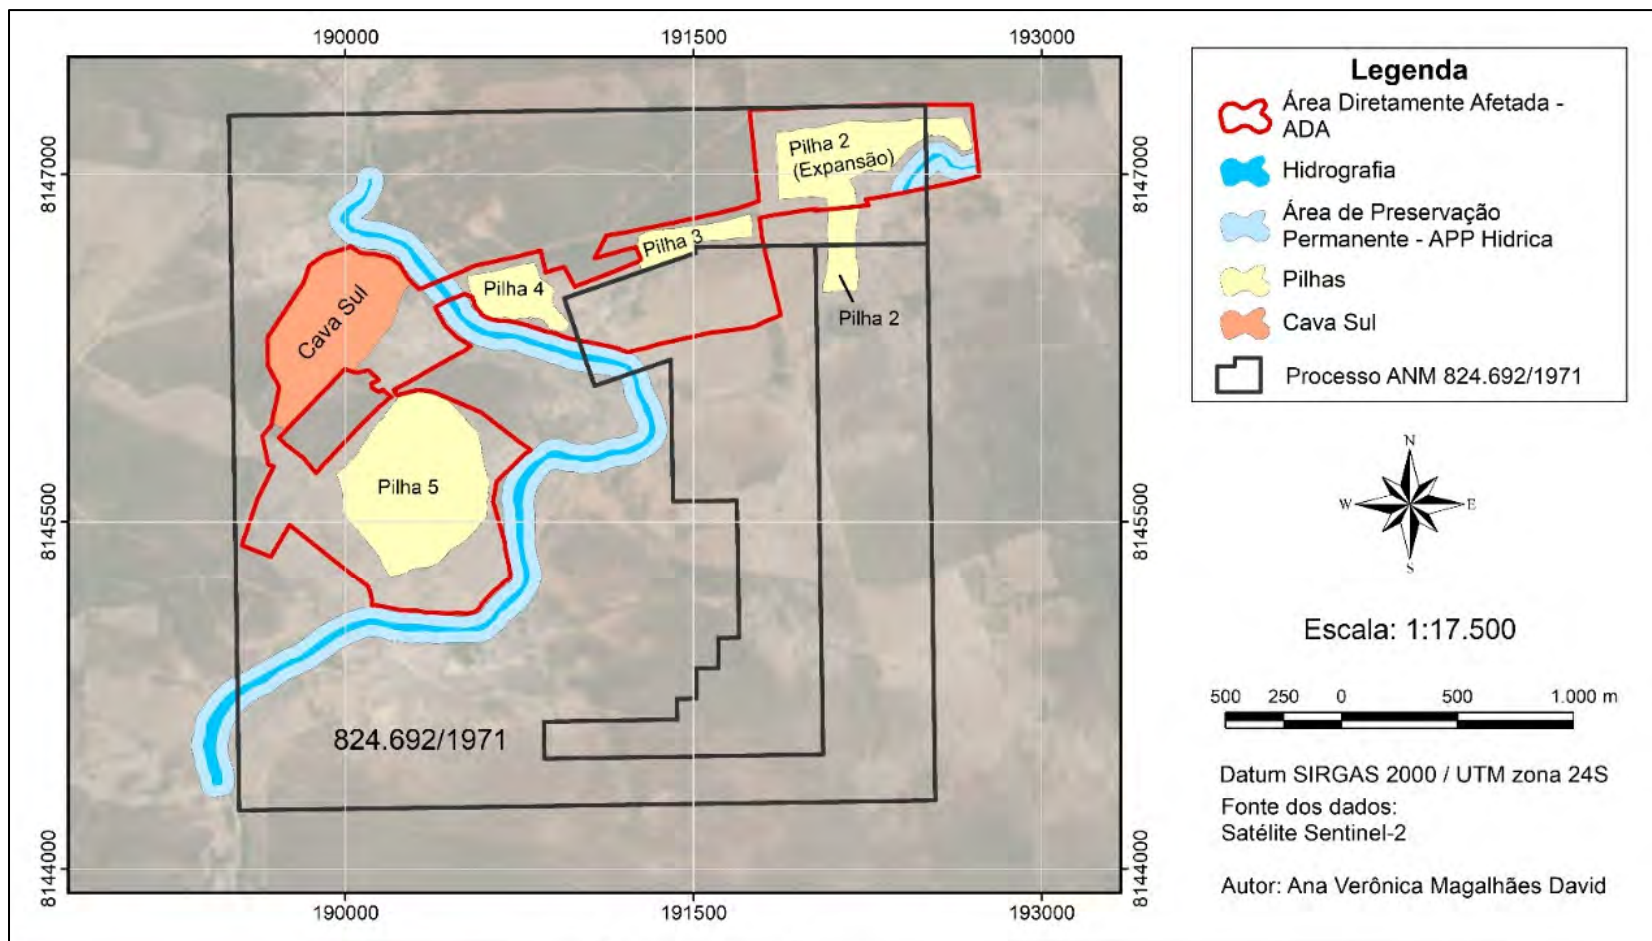 190000
191500
193000
Legenda
Área Diretamente Afetada -
ADA
Hidrografia
Área de Preservação
Permanente - APP Hidrica
Pilhas
Cava Sul
Processo ANM 824.692/1971
8147000
8147000
Pilha 2
(Expansão)
Pilha 3
Pilha 4
Pilha 2
Cava Sul
Pilha 5
8145500
8145500
N
W
E
S
Escala: 1:17.500
500 250 0 500 1.000 m
824.692/1971
Datum SIRGAS 2000 / UTM zona 24S
Fonte dos dados:
Satélite Sentinel-2
8144000
8144000
Autor: Ana Verônica Magalhães David
190000
191500
193000